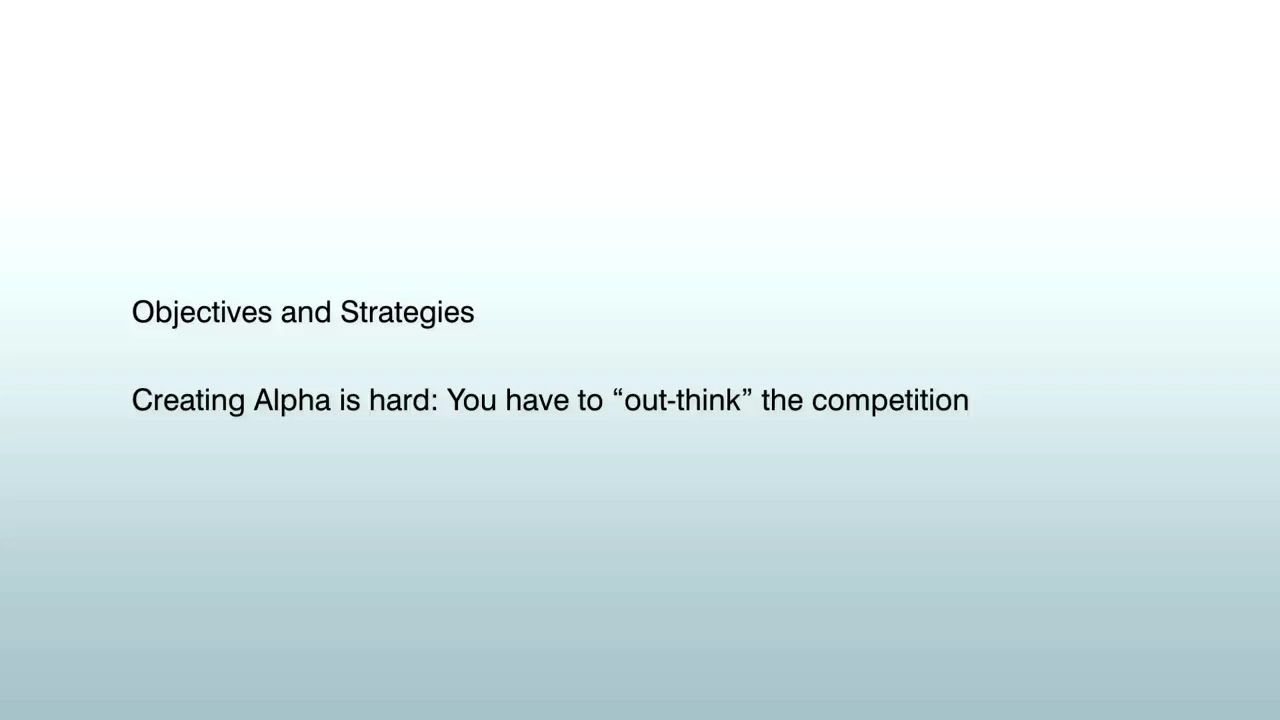 Objectives and Strategies
Creating Alpha is hard: You have to “out-think” the competition